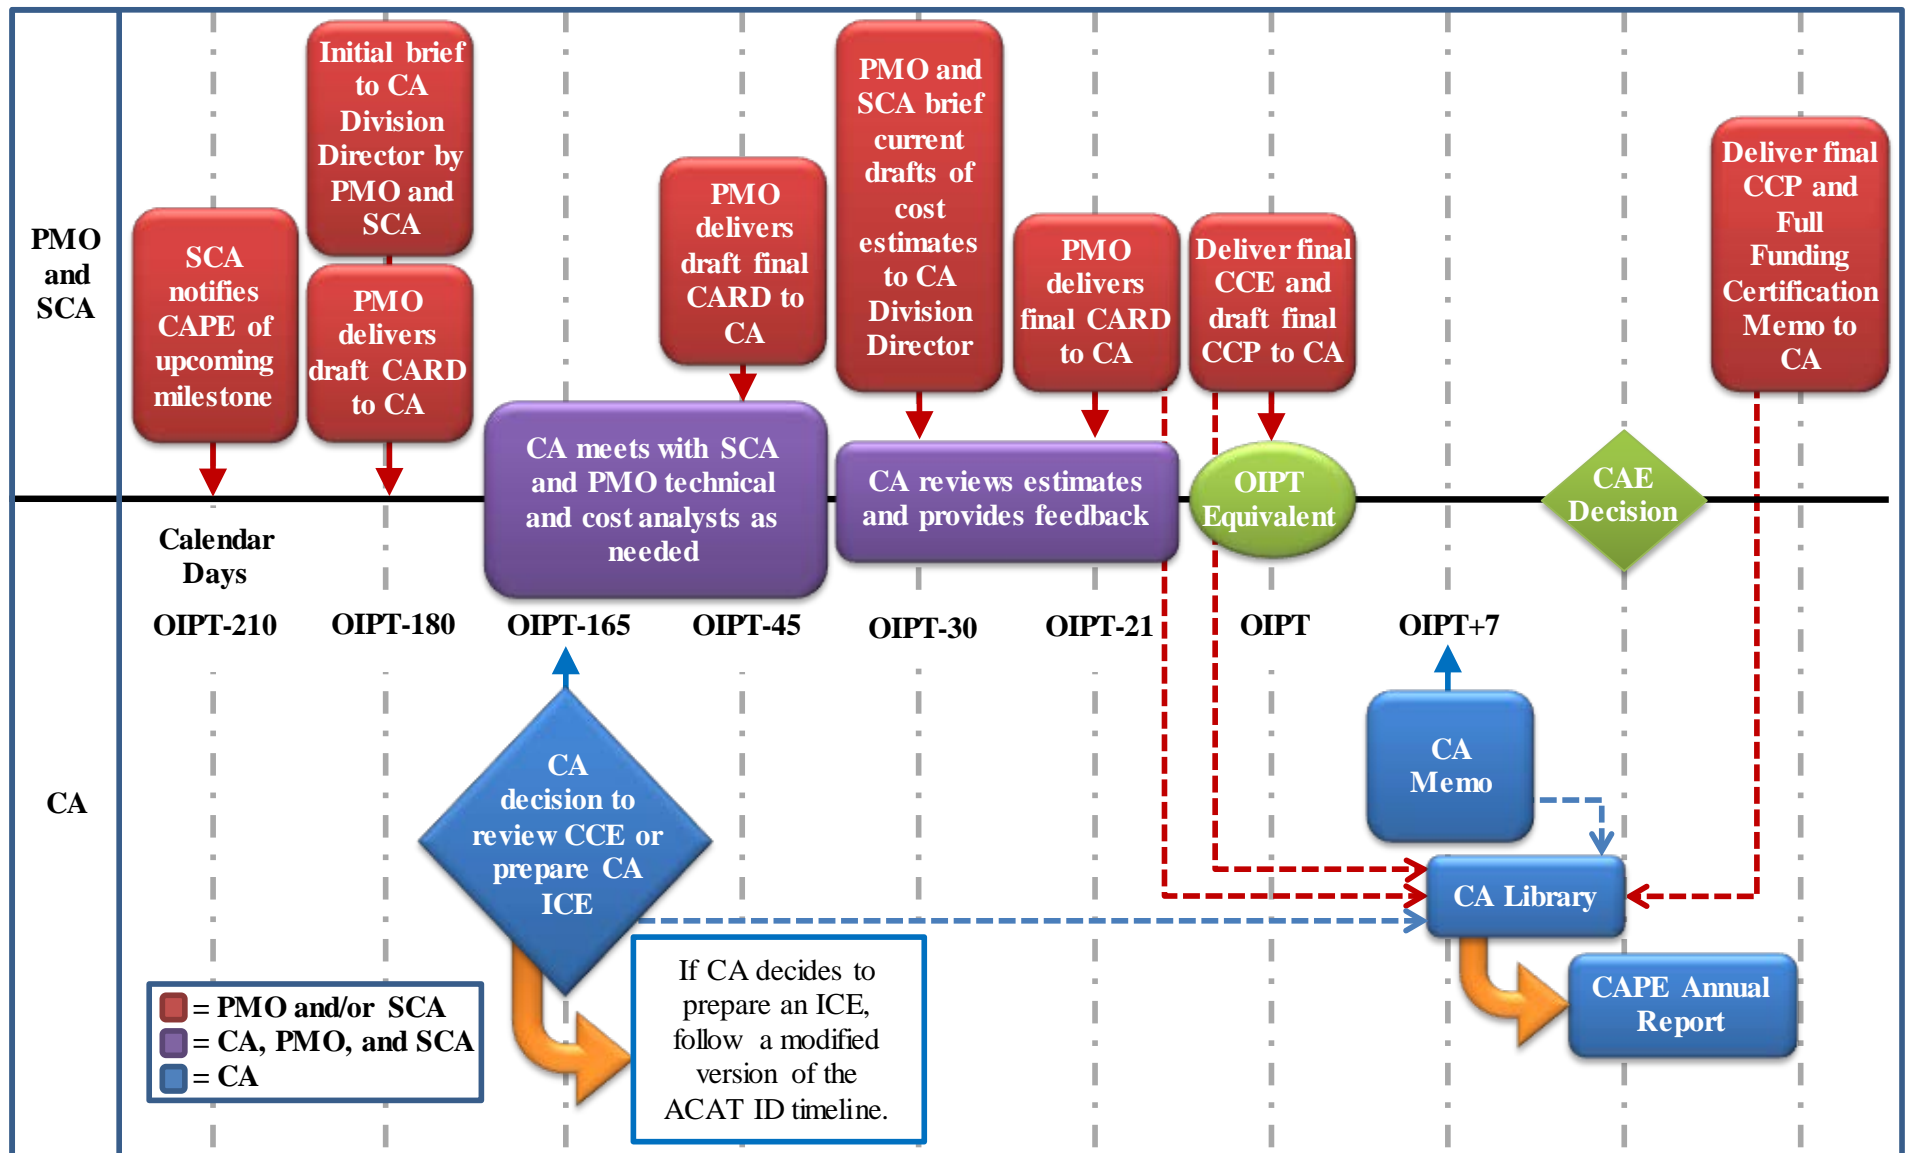 PMO
and
SCA
SCA
notifies
CAPE of
upcoming
milestone
Initial brief
to CA
Division
Director by
PMO and
SCA
PMO
delivers
draft CARD
to CA
PMO
delivers
draft final
CARD to
CA
PMO and
SCA brief
current
drafts of
cost
estimates
to CA
Division
Director
PMO
delivers
final CARD
to CA
Deliver final
CCE and
draft final
CCP to CA
Deliver final
CCP and
Full
Funding
Certification
Memo to
CA
CA meets with SCA
and PMO technical
and cost analysts as
needed
CA reviews estimates
and provides feedback
OIPT
Equivalent
CAE
Decision
Calendar
Days
OIPT-210
OIPT-180
OIPT-165
OIPT-45
OIPT-30
OIPT-21
OIPT
OIPT+7
CA
CA
decision to
review CCE or
prepare CA
ICE
CA
Memo
CA Library
CAPE Annual
Report
If CA decides to
prepare an ICE,
follow a modified
version of the
ACAT ID timeline.
= PMO and/or SCA
= CA, PMO, and SCA
= CA